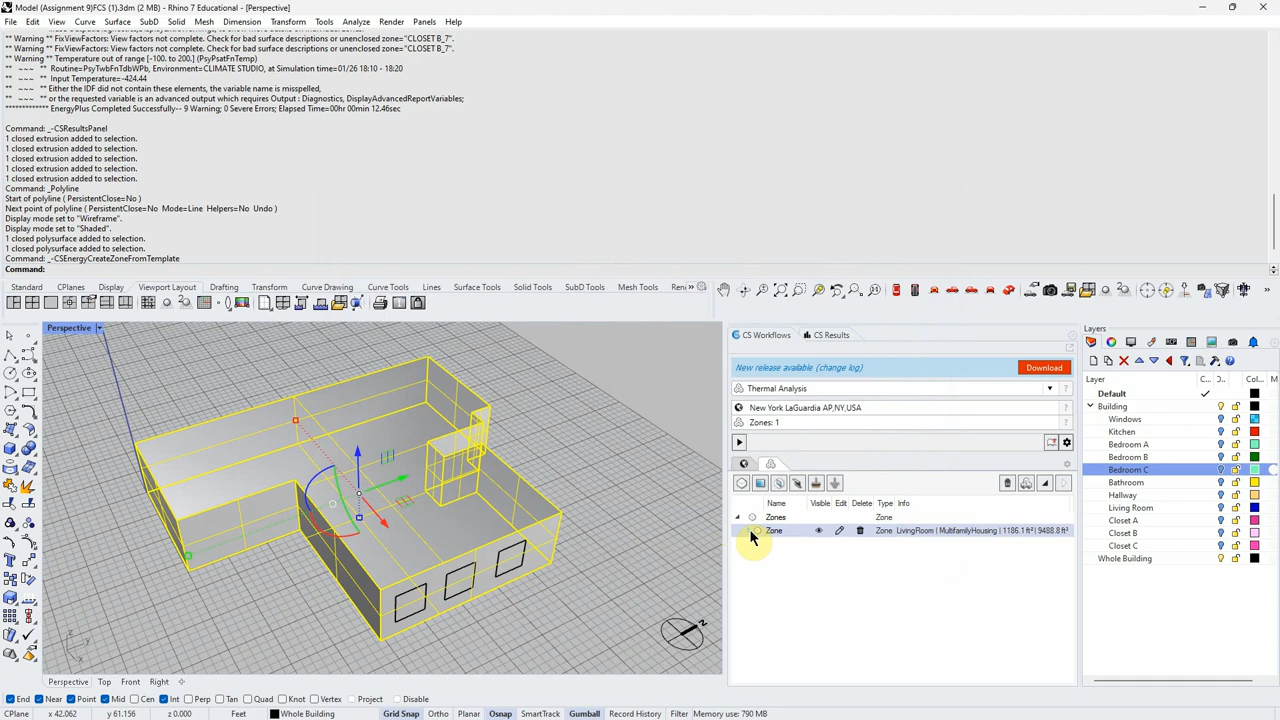 Model (Assignment 9)FCS (1).3dm (2 MB) - Rhino 7 Educational - [Perspective]
File Edit View Curve Surface SubD Solid Mesh Dimension Transform Tools Analyze Render Panels Help
** Warning ** FixViewFactors: View factors not complete. Check for bad surface descriptions or unenclosed zone="CLOSET B_7".
** Warning ** FixViewFactors: View factors not complete. Check for bad surface descriptions or unenclosed zone="CLOSET B_7".
** Warning ** Temperature out of range [-100. to 200.] (PsyPsatFnTemp)
** ~~~ ** Routine=PsyTwbFnTdbWPb, Environment=CLIMATE STUDIO, at Simulation time=01/26 18:10 - 18:20
** ~~~ ** Input Temperature=-424.44
** ~~~ ** Either the IDF did not contain these elements, the variable name is misspelled,
** ~~~ ** or the requested variable is an advanced output which requires Output : Diagnostics, DisplayAdvancedReportVariables;
************* EnergyPlus Completed Successfully-- 9 Warning; 0 Severe Errors; Elapsed Time=00hr 00min 12.46sec
Command: _-CSResultsPanel
1 closed extrusion added to selection.
1 closed extrusion added to selection.
1 closed extrusion added to selection.
1 closed extrusion added to selection.
1 closed extrusion added to selection.
Command: _Polyline
Start of polyline ( PersistentClose=No )
Next point of polyline ( PersistentClose=No Mode=Line Helpers=No Undo )
Display mode set to "Wireframe".
Display mode set to "Shaded".
1 closed polysurface added to selection.
1 closed polysurface added to selection.
Command: _-CSEnergyCreateZoneFromTemplate
Command:
Standard CPlanes Display Viewport Layout Drafting Transform Curve Drawing Curve Tools Lines Surface Tools Solid Tools SubD Tools Mesh Tools Rende
Perspective
CS Workflows CS Results
New release available (change log) Download
Thermal Analysis ?
New York LaGuardia AP,NY,USA ?
Zones: 1 ?
Name Visible Edit Delete Type Info
Zones Zone
Zone Zone LivingRoom | MultifamilyHousing | 1186.1 ft² | 9488.8 ft³
Layers
Layer C... Col... M
Default
Building
Windows
Kitchen
Bedroom A
Bedroom B
Bedroom C
Bathroom
Hallway
Living Room
Closet A
Closet B
Closet C
Whole Building
z
y
x
Perspective Top Front Right
End Near Point Mid Cen Int Perp Tan Quad Knot Vertex Project Disable
CPlane x 42.062 y 61.156 z 0.000 Feet Whole Building Grid Snap Ortho Planar Osnap SmartTrack Gumball Record History Filter Memory use: 790 MB